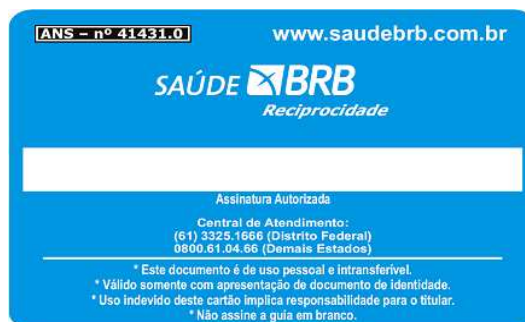 ANS – nº 41431.0
www.saudebrb.com.br
SAÚDE BRB
Reciprocidade
Assinatura Autorizada
Central de Atendimento:
(61) 3325.1666 (Distrito Federal)
0800.61.04.66 (Demais Estados)
* Este documento é de uso pessoal e intransferível.
* Válido somente com apresentação de documento de identidade.
* Uso indevido deste cartão implica responsabilidade para o titular.
* Não assine a guia em branco.